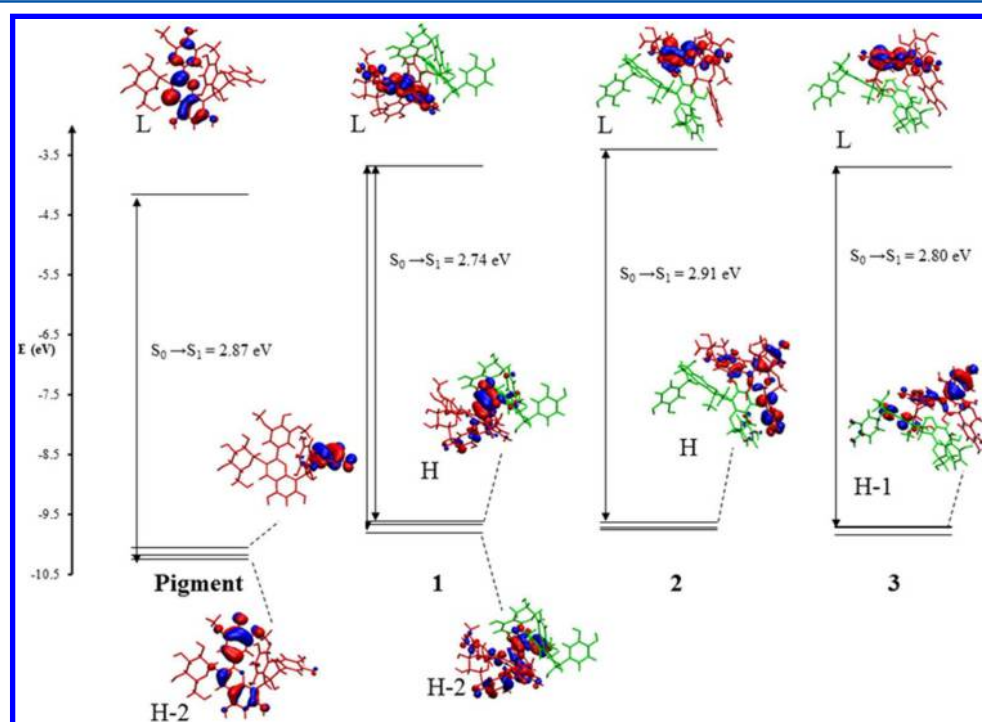 L
L
L
L
-3.5
-4.5
-5.5
-6.5
E (eV)
-7.5
-8.5
-9.5
-10.5
S₀→S₁ = 2.87 eV
S₀→S₁ = 2.74 eV
S₀→S₁ = 2.91 eV
S₀→S₁ = 2.80 eV
H
H
H-1
Pigment
1
2
3
H-2
H-2